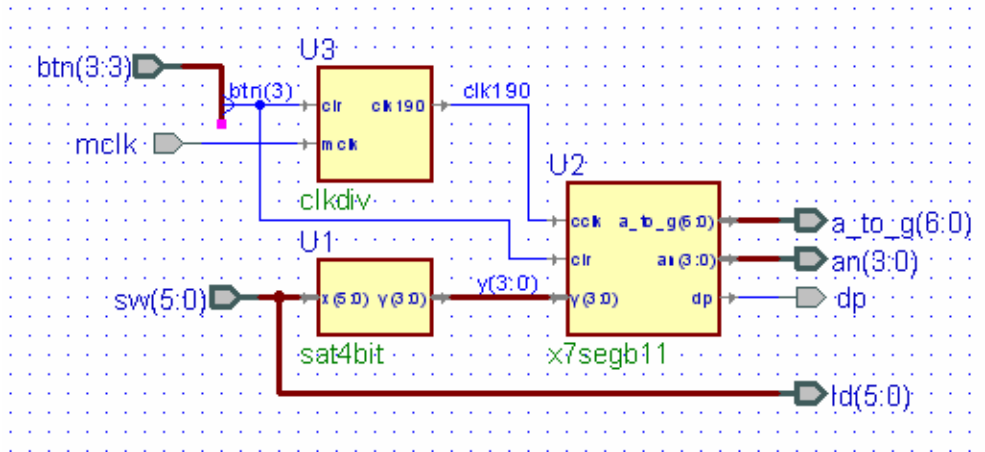 U3
btn(3:3)
btn(3)
clr
clk190
clk190
mclk
mclk
clkdiv
U2
cclk
a_to_g(6:0)
a_to_g(6:0)
U1
clr
an(3:0)
an(3:0)
sw(5:0)
x(5:0)
y(3:0)
y(3:0)
y(3:0)
dp
dp
sat4bit
x7segb11
ld(5:0)